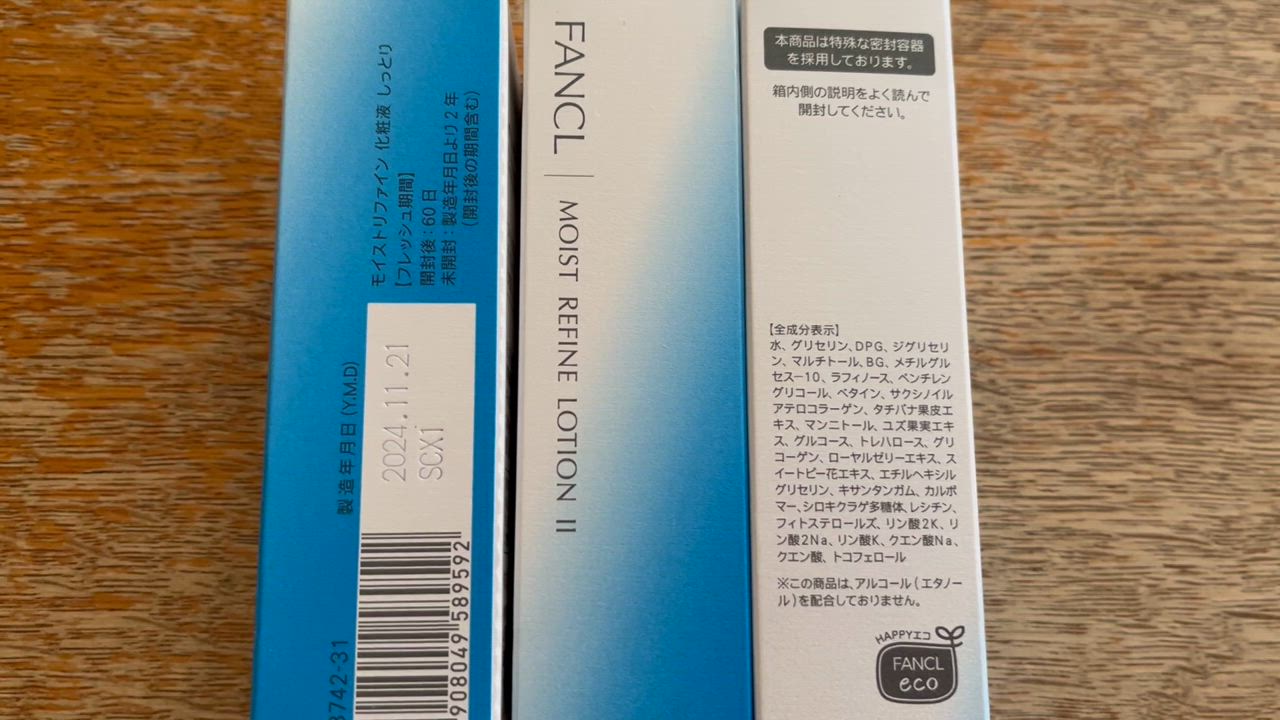 モイストリファイン 化粧液 しっとり
【フレッシュ期間】
開封後：60日
未開封：製造年月日より2年
（開封後の期間含む）
製造年月日（Y.M.D）
2024.11.21
SCX1
3742-31
908049 589592
FANCL | MOIST REFINE LOTION II
本商品は特殊な密封容器
を採用しております。
箱内側の説明をよく読んで
開封してください。
【全成分表示】
水、グリセリン、DPG、ジグリセリ
ン、マルチトール、BG、メチルグル
セス-10、ラフィノース、ペンチレン
グリコール、ベタイン、サクシノイル
アテロコラーゲン、タチバナ果皮エ
キス、マンニトール、ユズ果実エキ
ス、グルコース、トレハロース、グリ
コーゲン、ローヤルゼリーエキス、ス
イートピー花エキス、エチルヘキシル
グリセリン、キサンタンガム、カルボ
マー、シロキクラゲ多糖体、レシチン、
フィトステロールズ、リン酸2K、リ
ン酸2Na、リン酸K、クエン酸Na、
クエン酸、トコフェロール
※この商品は、アルコール（エタノー
ル）を配合しておりません。
HAPPYエコ
FANCL
eco